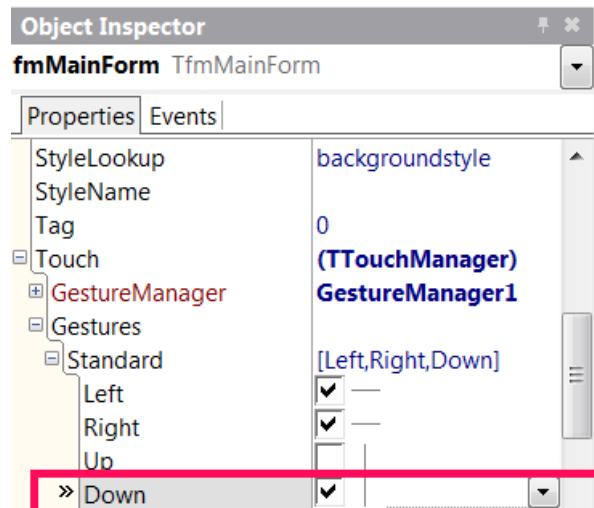 Object Inspector
fmMainForm TfmMainForm
Properties Events
StyleLookup backgroundstyle
StyleName
Tag 0
Touch (TTouchManager)
GestureManager GestureManager1
Gestures
Standard [Left,Right,Down]
Left
Right
Up
» Down